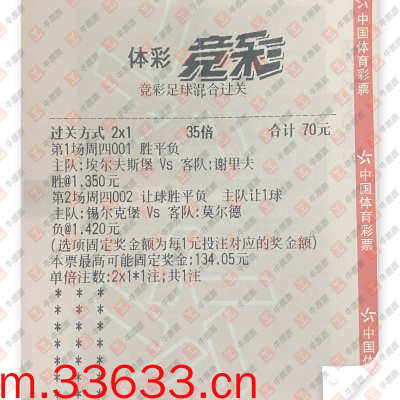 体彩 竞彩
竞彩足球混合过关
过关方式 2x1 35倍 合计 70元
第1场周四001 胜平负
主队:埃尔夫斯堡 Vs 客队:谢里夫
胜@1.350元
第2场周四002 让球胜平负 主队让1球
主队:锡尔克堡 Vs 客队:莫尔德
负@1.420元
(选项固定奖金额为每1元投注对应的奖金额)
本票最高可能固定奖金:134.05元
单倍注数:2x1*1注;共1注
* * *
* * *
* * *
* * *
* * *
* * *
m.33633.cn
中国体育彩票
中国体育彩票
中国体